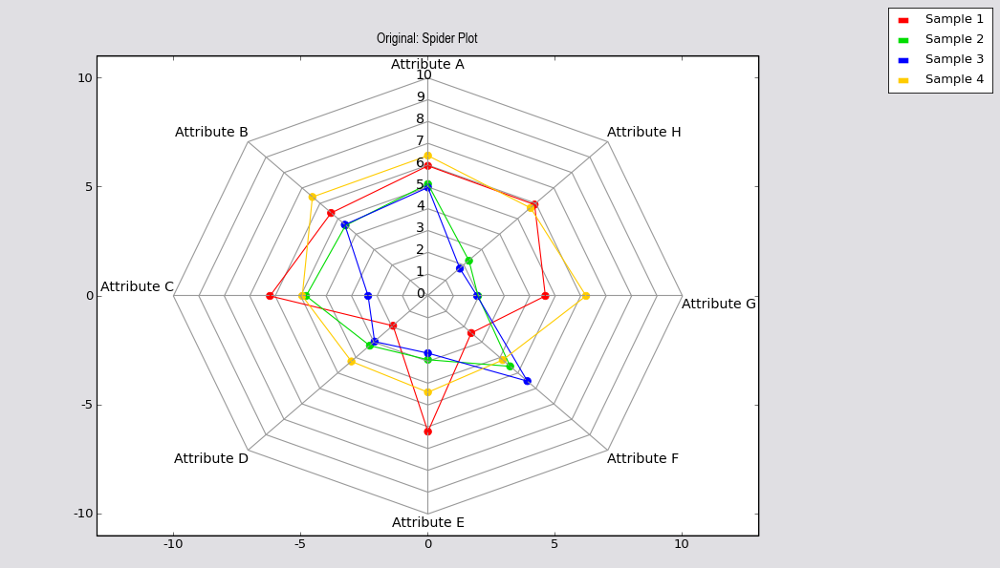 Sample 1
Sample 2
Sample 3
Sample 4
Original: Spider Plot
Attribute A
10
10
9
8
7
6
5
4
3
2
1
0
Attribute B
Attribute H
5
Attribute C
0
Attribute G
-5
Attribute D
Attribute F
-10
Attribute E
-10
-5
0
5
10